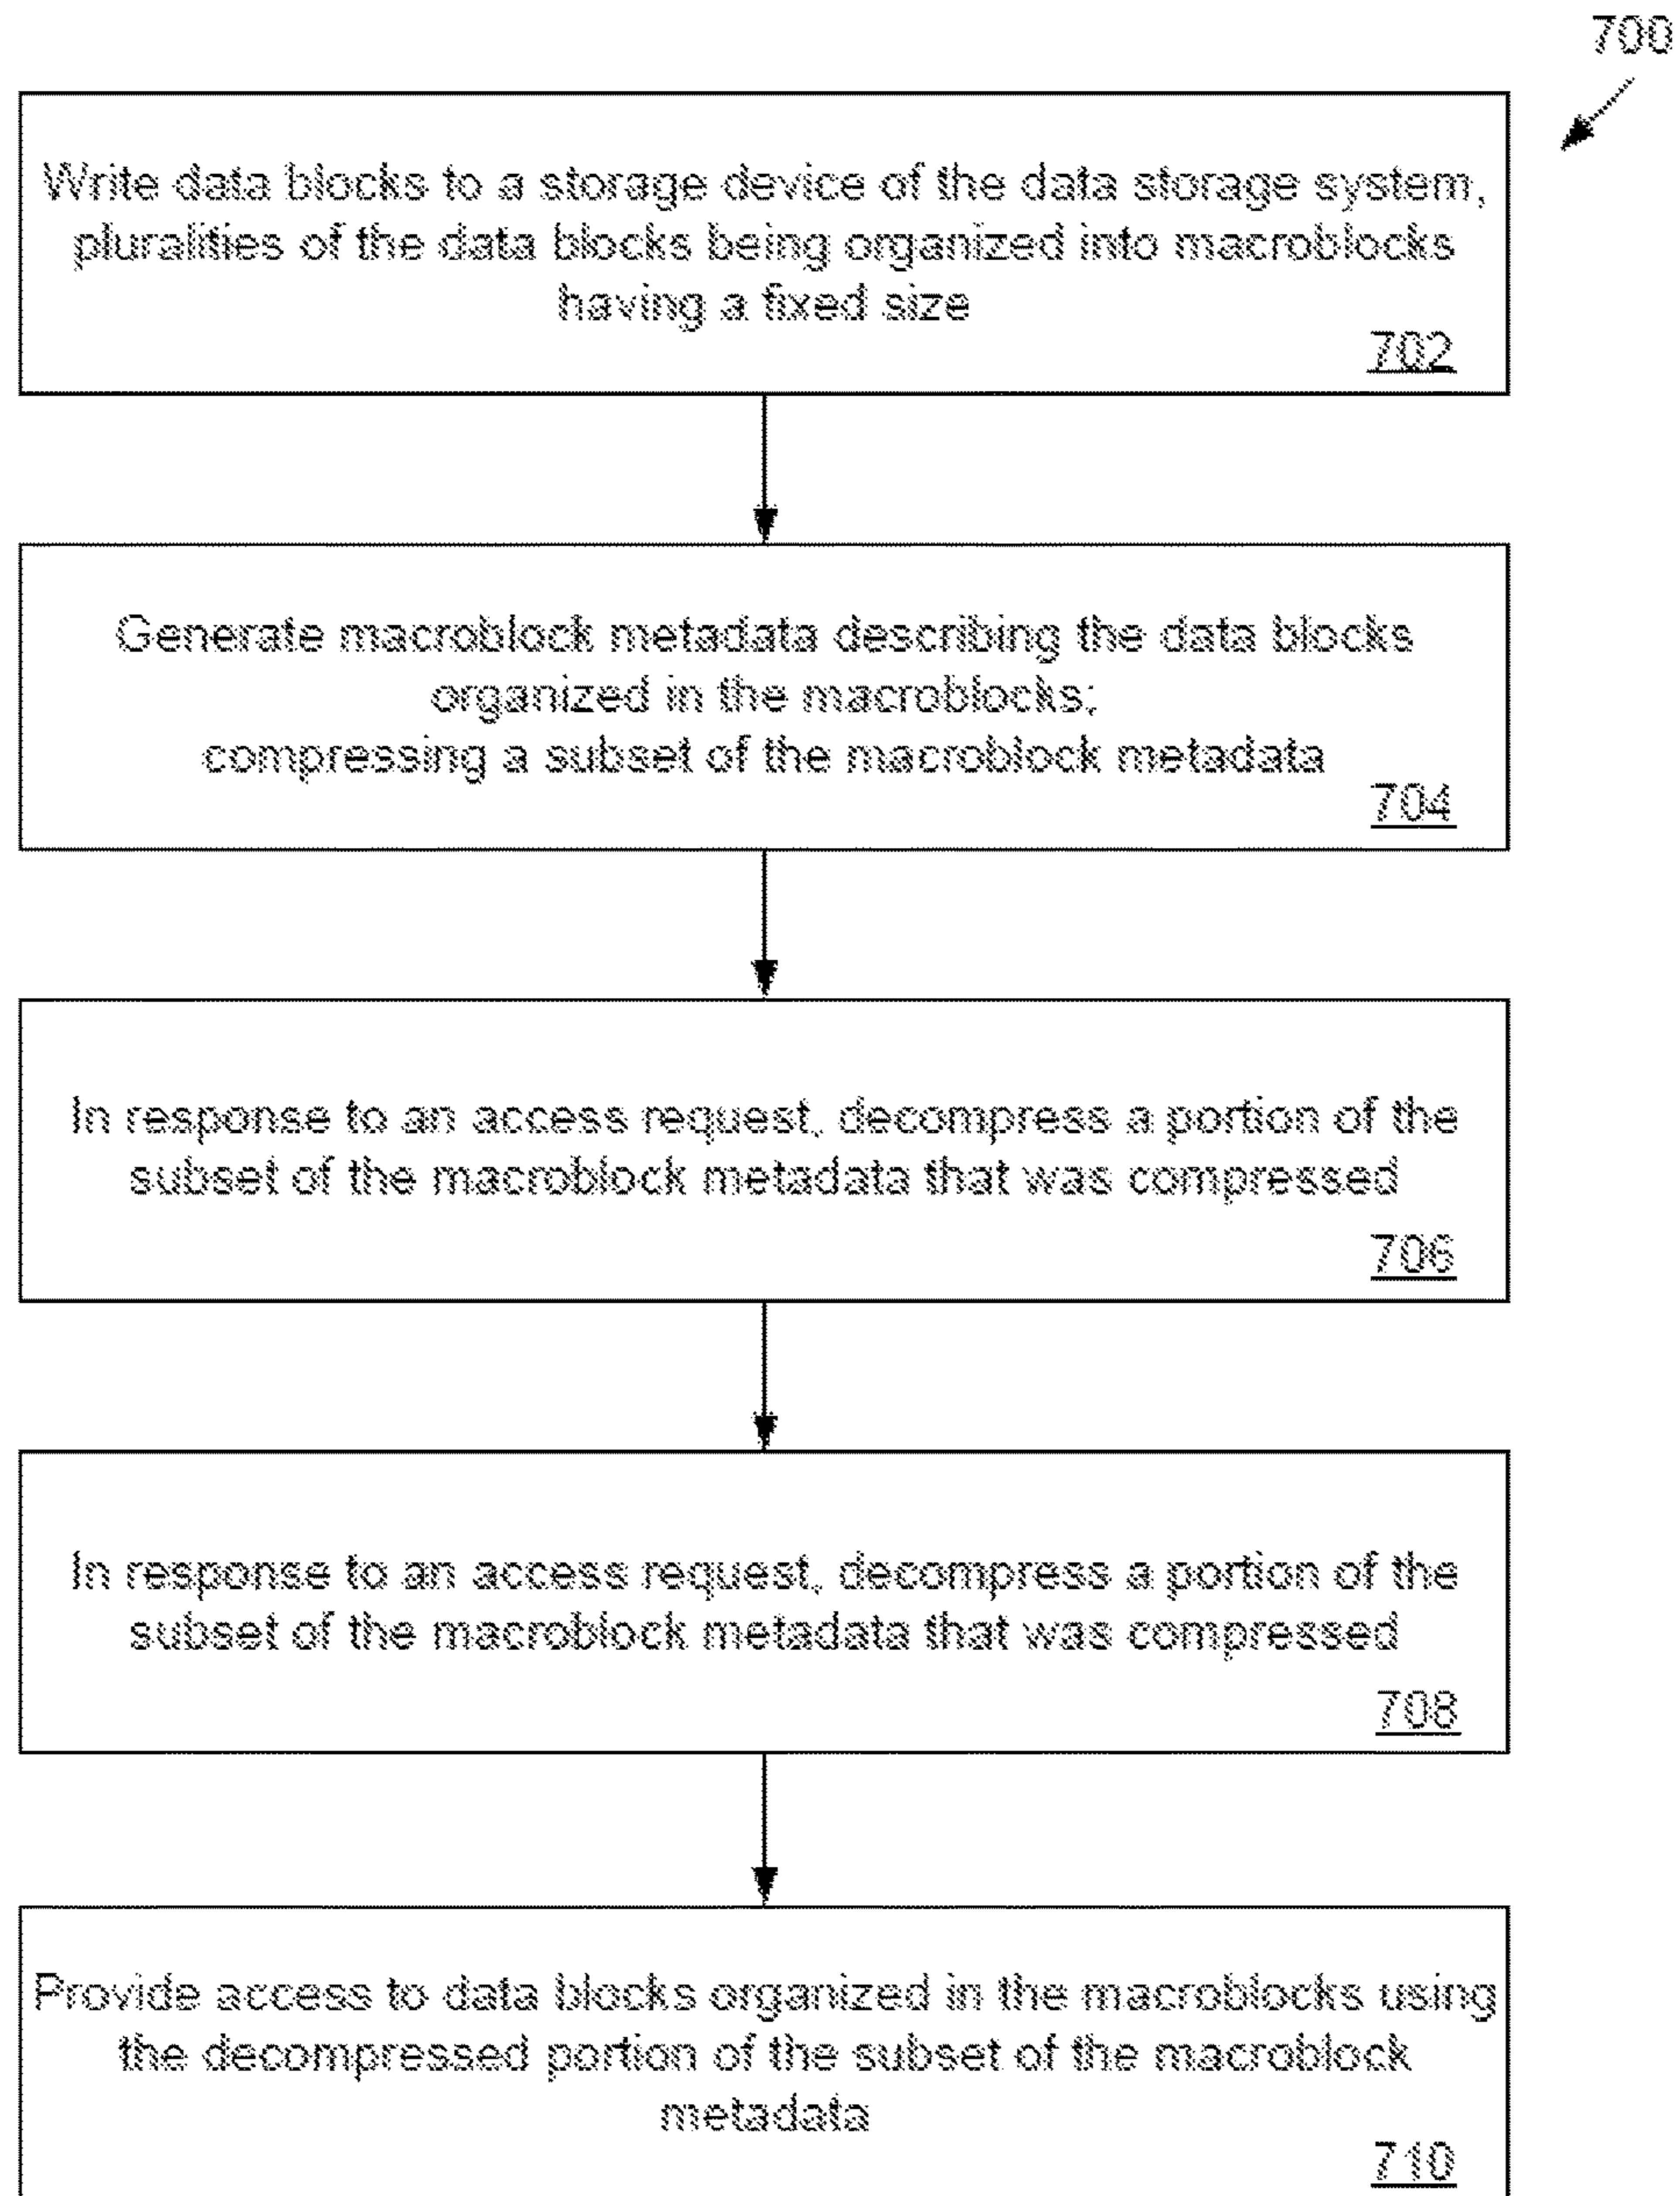 700
Write data blocks to a storage device of the data storage system,
pluralities of the data blocks being organized into macroblocks
having a fixed size
702
Generate macroblock metadata describing the data blocks
organized in the macroblocks;
compressing a subset of the macroblock metadata
704
In response to an access request, decompress a portion of the
subset of the macroblock metadata that was compressed
706
In response to an access request, decompress a portion of the
subset of the macroblock metadata that was compressed
708
Provide access to data blocks organized in the macroblocks using
the decompressed portion of the subset of the macroblock
metadata
710